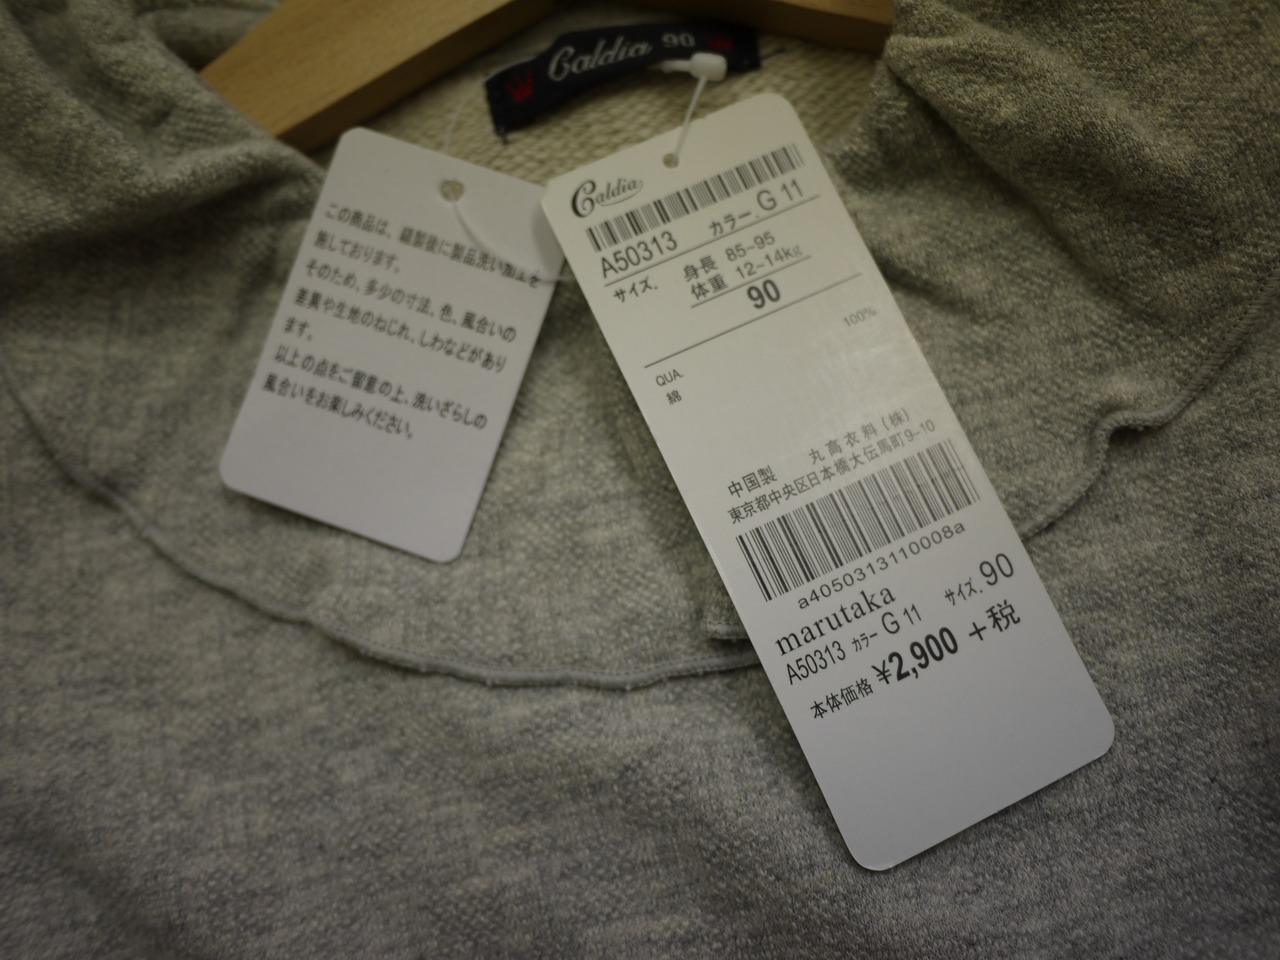 Caldia 90
この商品は、縫製後に製品洗い加工を
施しております。
そのため、多少の寸法、色、風合いの
差異や生地のねじれ、しわなどがあり
ます。
以上の点をご留意の上、洗いざらしの
風合いをお楽しみください。
Caldia
A50313 カラー. G 11
サイズ. 身長 85~95
体重 12~14kg
90
QUA. 100%
綿
中国製 丸高衣料(株)
東京都中央区日本橋大伝馬町9-10
a4050313110008a
marutaka
A50313 カラー G 11 サイズ. 90
本体価格 ¥2,900 +税